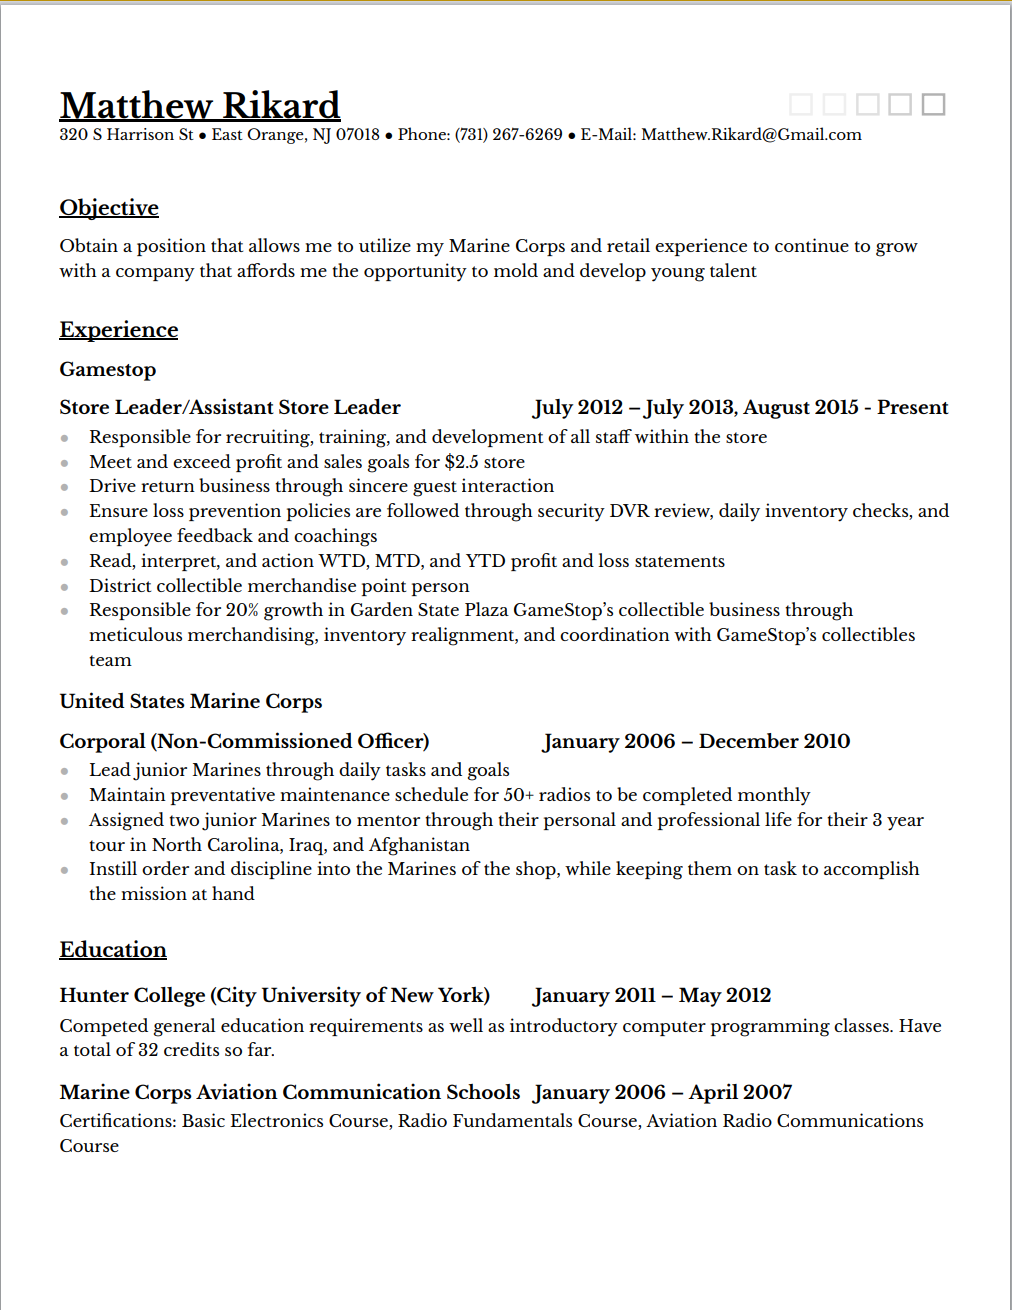 Matthew Rikard
320 S Harrison St ● East Orange, NJ 07018 ● Phone: (731) 267-6269 ● E-Mail: Matthew.Rikard@Gmail.com
Objective
Obtain a position that allows me to utilize my Marine Corps and retail experience to continue to grow
with a company that affords me the opportunity to mold and develop young talent
Experience
Gamestop
Store Leader/Assistant Store Leader July 2012 – July 2013, August 2015 - Present
● Responsible for recruiting, training, and development of all staff within the store
● Meet and exceed profit and sales goals for $2.5 store
● Drive return business through sincere guest interaction
● Ensure loss prevention policies are followed through security DVR review, daily inventory checks, and
employee feedback and coachings
● Read, interpret, and action WTD, MTD, and YTD profit and loss statements
● District collectible merchandise point person
● Responsible for 20% growth in Garden State Plaza GameStop’s collectible business through
meticulous merchandising, inventory realignment, and coordination with GameStop’s collectibles
team
United States Marine Corps
Corporal (Non-Commissioned Officer) January 2006 – December 2010
● Lead junior Marines through daily tasks and goals
● Maintain preventative maintenance schedule for 50+ radios to be completed monthly
● Assigned two junior Marines to mentor through their personal and professional life for their 3 year
tour in North Carolina, Iraq, and Afghanistan
● Instill order and discipline into the Marines of the shop, while keeping them on task to accomplish
the mission at hand
Education
Hunter College (City University of New York) January 2011 – May 2012
Competed general education requirements as well as introductory computer programming classes. Have
a total of 32 credits so far.
Marine Corps Aviation Communication Schools January 2006 – April 2007
Certifications: Basic Electronics Course, Radio Fundamentals Course, Aviation Radio Communications
Course